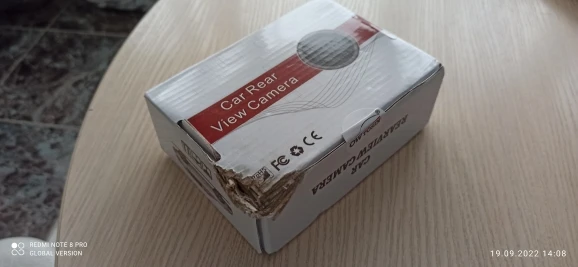 Car Rear
View Camera
FC CE
CAR
REARVIEW CAMERA
REDMI NOTE 8 PRO
GLOBAL VERSION
19.09.2022 14:08